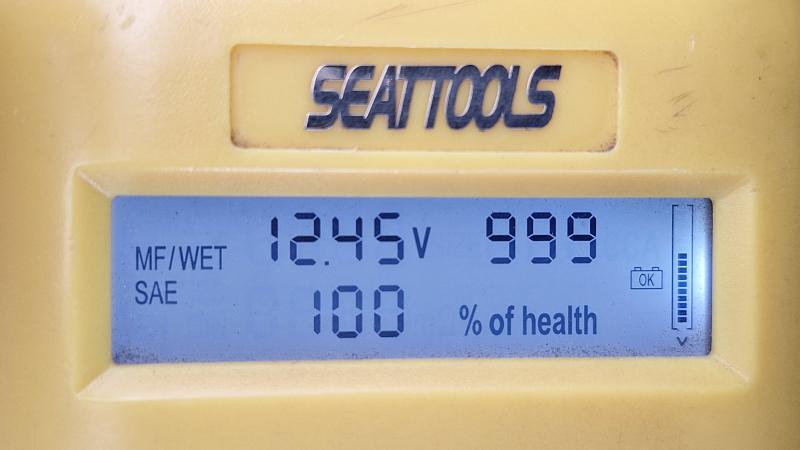 SEATTOOLS
MF/WET 12.45V 999
SAE 100 % of health
OK
V